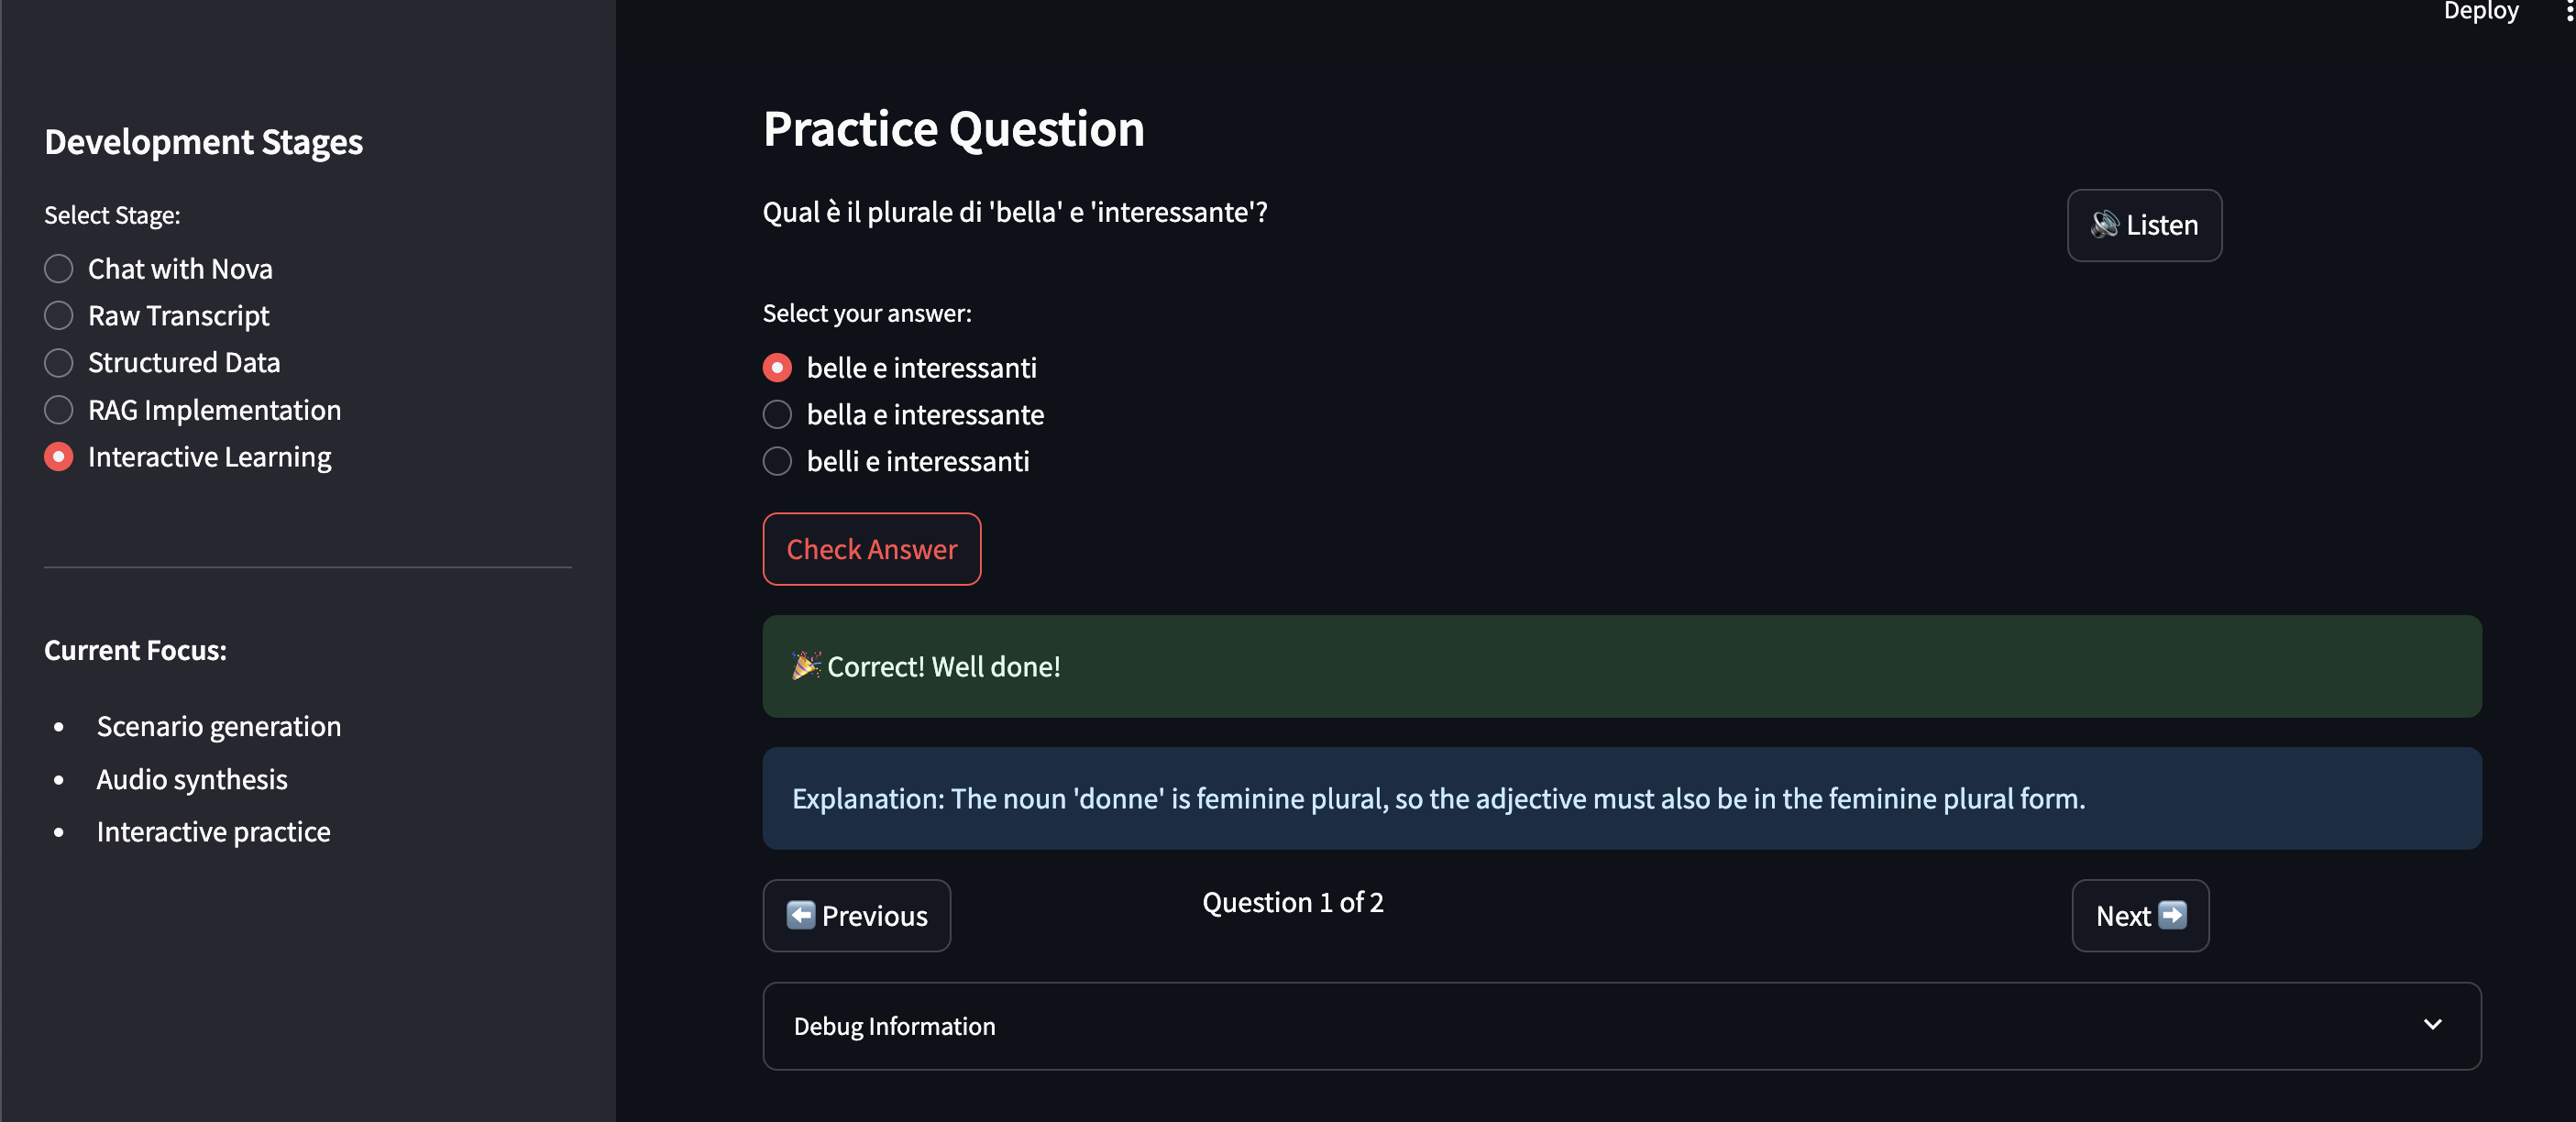 Deploy
Development Stages
Select Stage:
Chat with Nova
Raw Transcript
Structured Data
RAG Implementation
Interactive Learning
Current Focus:
• Scenario generation
• Audio synthesis
• Interactive practice
Practice Question
Qual è il plurale di 'bella' e 'interessante'?
🔊 Listen
Select your answer:
belle e interessanti
bella e interessante
belli e interessanti
Check Answer
🎉 Correct! Well done!
Explanation: The noun 'donne' is feminine plural, so the adjective must also be in the feminine plural form.
⬅️ Previous
Question 1 of 2
Next ➡️
Debug Information